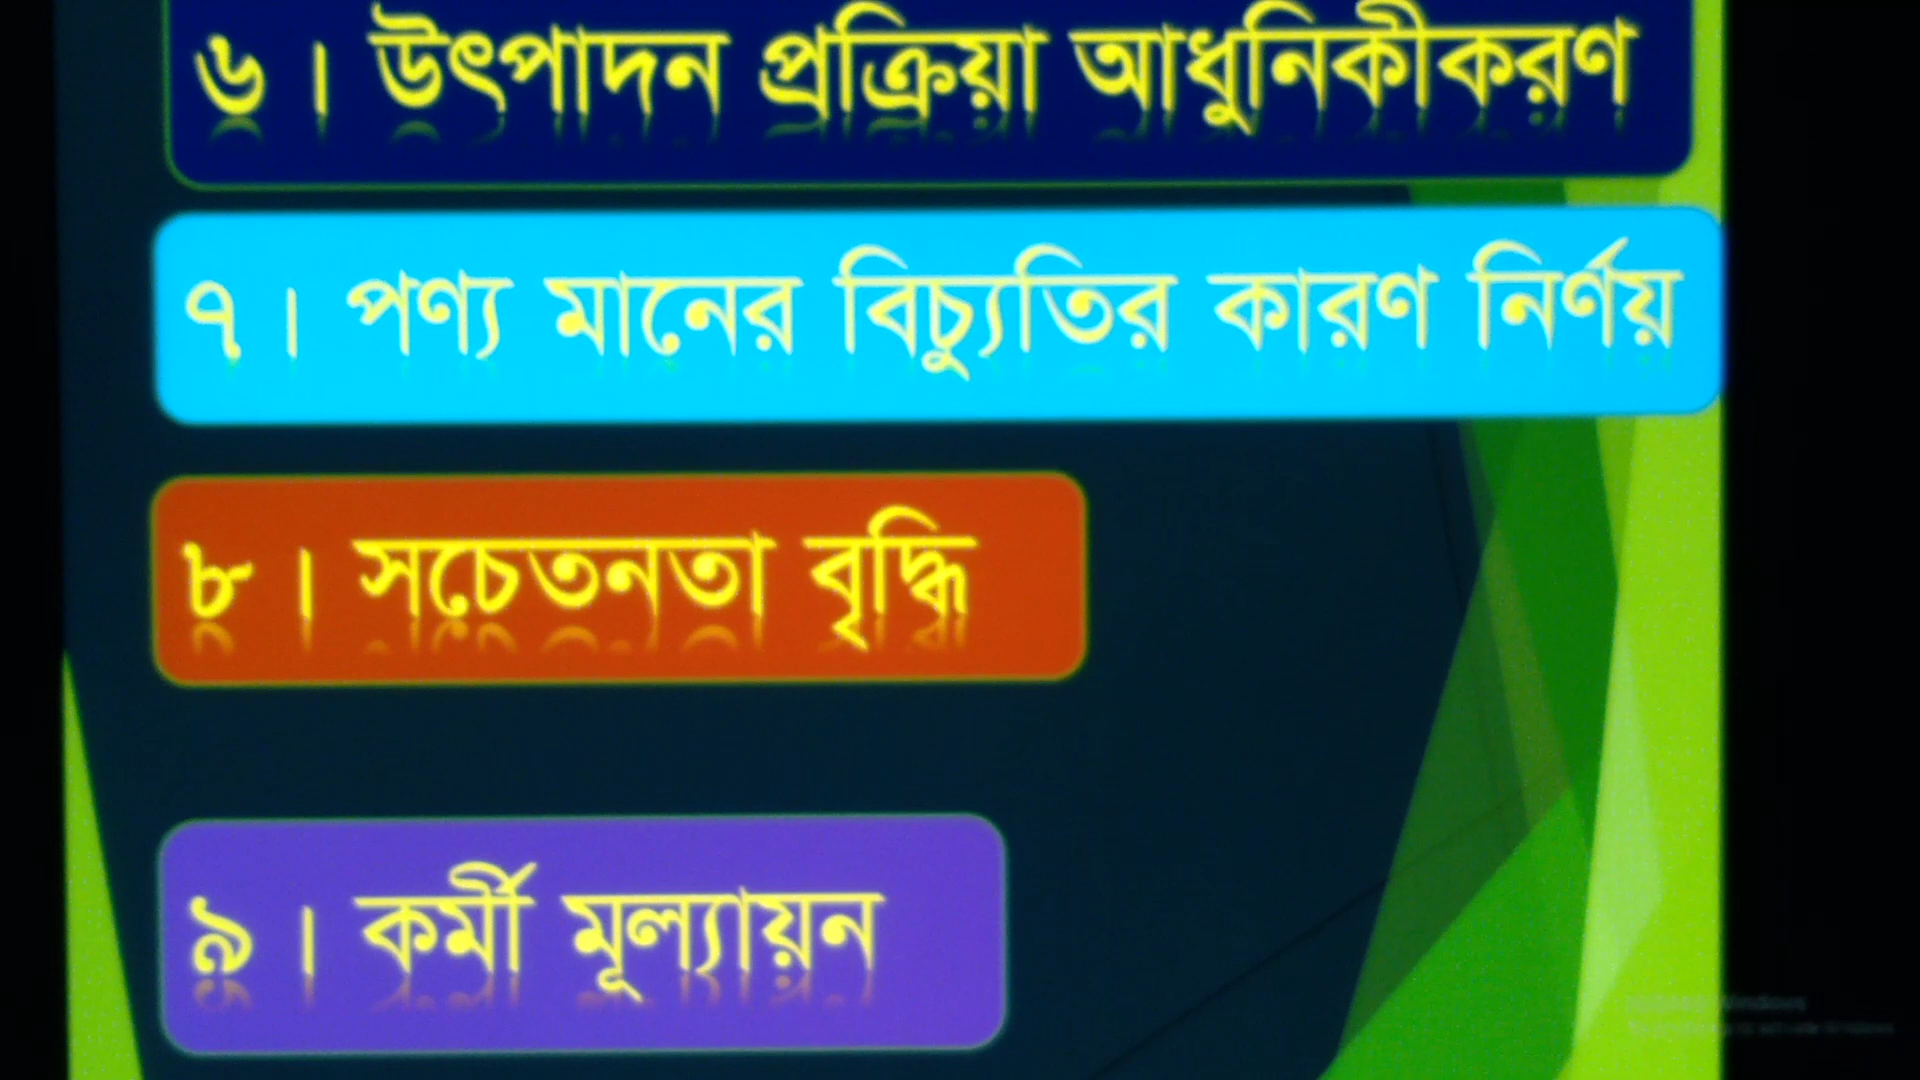 ৬। উৎপাদন প্রক্রিয়া আধুনিকীকরণ
৭। পণ্য মানের বিচ্যুতির কারণ নির্ণয়
৮। সচেতনতা বৃদ্ধি
৯। কর্মী মূল্যায়ন